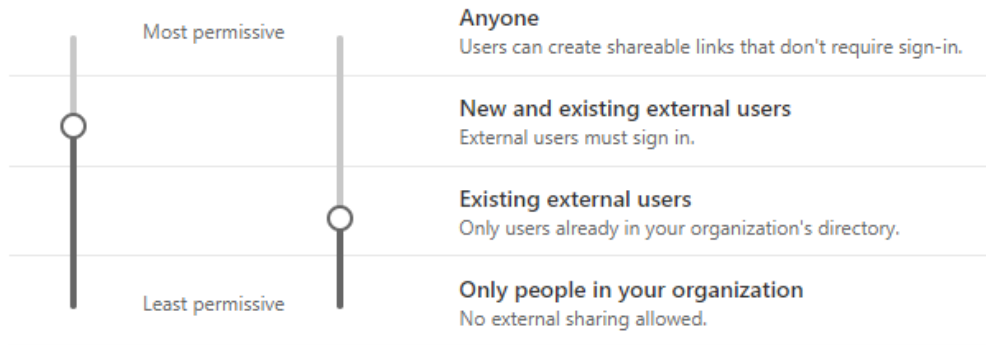 Most permissive
Anyone
Users can create shareable links that don't require sign-in.
New and existing external users
External users must sign in.
Existing external users
Only users already in your organization's directory.
Least permissive
Only people in your organization
No external sharing allowed.